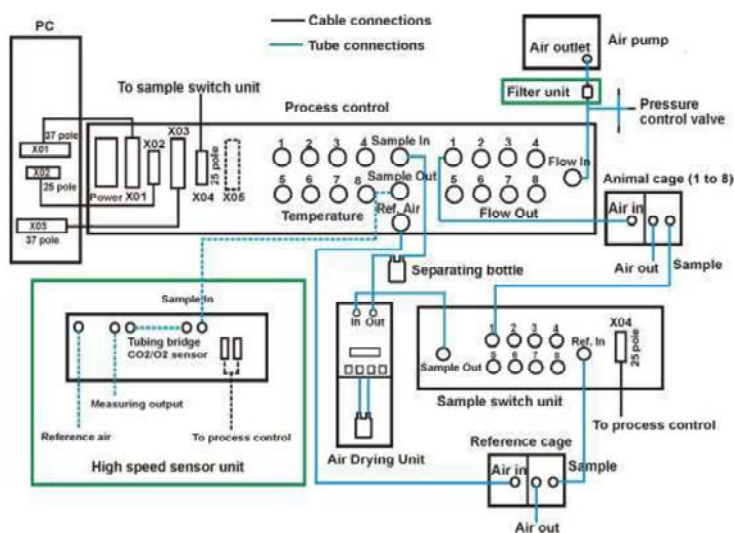 PC
Cable connections
Tube connections
Air outlet
Air pump
Filter unit
Pressure
control valve
To sample switch unit
Process control
37 pole
X01
X02
25 pole
X03
37 pole
Power
X01
X02
X03
X04
25 pole
X05
1 2 3 4
5 6 7 8
Temperature
Sample In
Sample Out
Ref. Air
1 2 3 4
5 6 7 8
Flow Out
Flow In
Animal cage (1 to 8)
Air in
Air out
Sample
Separating bottle
Sample In
Tubing bridge
CO2/O2 sensor
Measuring output
Reference air
To process control
High speed sensor unit
In Out
Air Drying Unit
Sample Out
1 2 3 4
5 6 7 8
Ref. In
X04
25 pole
Sample switch unit
To process control
Reference cage
Air in
Sample
Air out